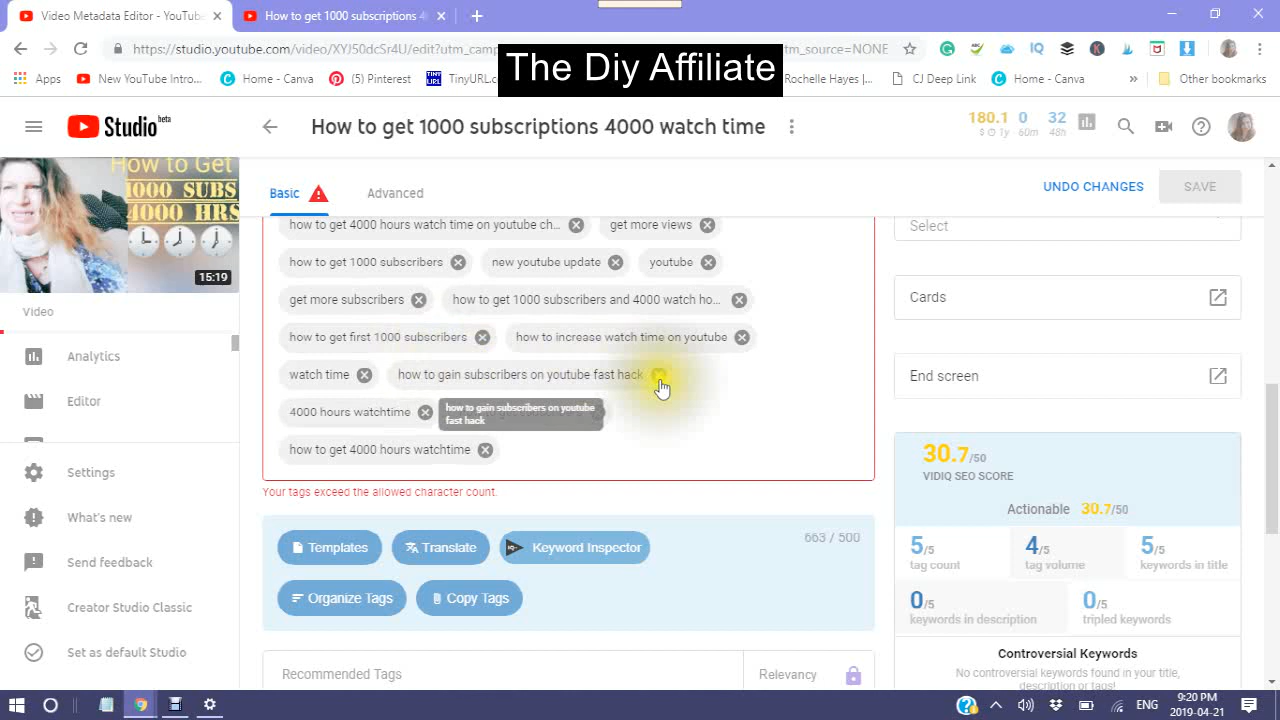 Video Metadata Editor - YouTube
How to get 1000 subscriptions 4
https://studio.youtube.com/video/XYJ50dcSr4U/edit?utm_camp
tm_source=NONE
The Diy Affiliate
Apps
New YouTube Intro...
Home - Canva
(5) Pinterest
TinyURL.c
Rochelle Hayes |...
CJ Deep Link
Home - Canva
Other bookmarks
Studio beta
How to get 1000 subscriptions 4000 watch time
180.1 0 32
$ 1y 60m 48h
How to Get
1000 SUBS
4000 HRS
15:19
Basic
Advanced
UNDO CHANGES
SAVE
Video
Analytics
Editor
Settings
What's new
Send feedback
Creator Studio Classic
Set as default Studio
how to get 4000 hours watch time on youtube ch...
get more views
how to get 1000 subscribers
new youtube update
youtube
get more subscribers
how to get 1000 subscribers and 4000 watch ho...
how to get first 1000 subscribers
how to increase watch time on youtube
watch time
how to gain subscribers on youtube fast hack
4000 hours watchtime
how to gain subscribers on youtube
fast hack
how to get 4000 hours watchtime
Your tags exceed the allowed character count.
Templates
Translate
Keyword Inspector
663 / 500
Organize Tags
Copy Tags
Recommended Tags
Relevancy
Select
Cards
End screen
30.7/50
VIDIQ SEO SCORE
Actionable 30.7/50
5/5
tag count
4/5
tag volume
5/5
keywords in title
0/5
keywords in description
0/5
tripled keywords
Controversial Keywords
No controversial keywords found in your title,
description or tags!
ENG
9:20 PM
2019-04-21